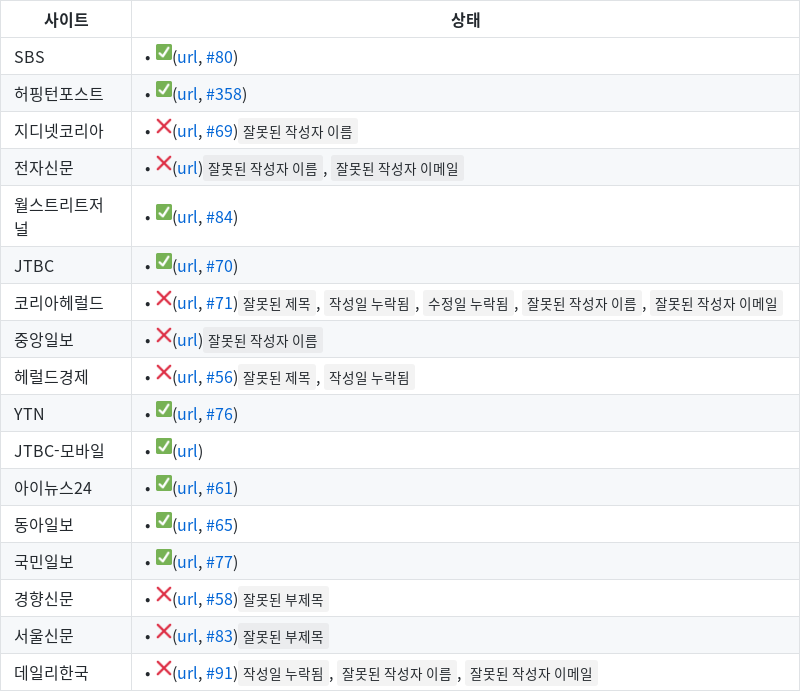 사이트 상태
SBS • ✅(url, #80)
허핑턴포스트 • ✅(url, #358)
지디넷코리아 • ❌(url, #69) 잘못된 작성자 이름
전자신문 • ❌(url) 잘못된 작성자 이름 , 잘못된 작성자 이메일
월스트리트저
널 • ✅(url, #84)
JTBC • ✅(url, #70)
코리아헤럴드 • ❌(url, #71) 잘못된 제목 , 작성일 누락됨 , 수정일 누락됨 , 잘못된 작성자 이름 , 잘못된 작성자 이메일
중앙일보 • ❌(url) 잘못된 작성자 이름
헤럴드경제 • ❌(url, #56) 잘못된 제목 , 작성일 누락됨
YTN • ✅(url, #76)
JTBC-모바일 • ✅(url)
아이뉴스24 • ✅(url, #61)
동아일보 • ✅(url, #65)
국민일보 • ✅(url, #77)
경향신문 • ❌(url, #58) 잘못된 부제목
서울신문 • ❌(url, #83) 잘못된 부제목
데일리한국 • ❌(url, #91) 작성일 누락됨 , 잘못된 작성자 이름 , 잘못된 작성자 이메일